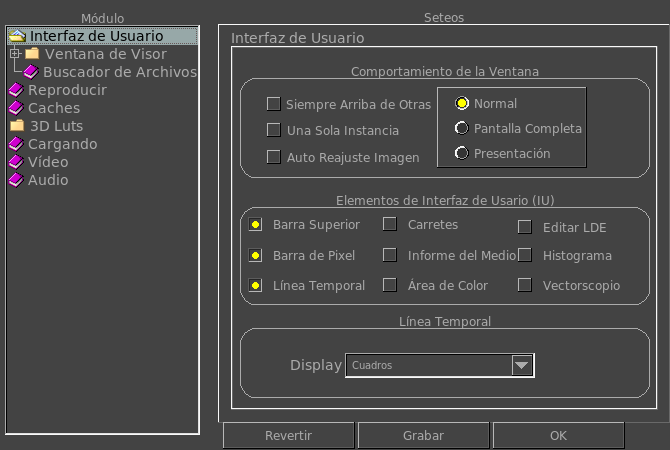 Módulo
Seteos
Interfaz de Usuario
Ventana de Visor
Buscador de Archivos
Reproducir
Caches
3D Luts
Cargando
Vídeo
Audio
Interfaz de Usuario
Comportamiento de la Ventana
Siempre Arriba de Otras
Una Sola Instancia
Auto Reajuste Imagen
Normal
Pantalla Completa
Presentación
Elementos de Interfaz de Usario (IU)
Barra Superior
Carretes
Editar LDE
Barra de Pixel
Informe del Medio
Histograma
Línea Temporal
Área de Color
Vectorscopio
Línea Temporal
Display
Cuadros
Revertir
Grabar
OK